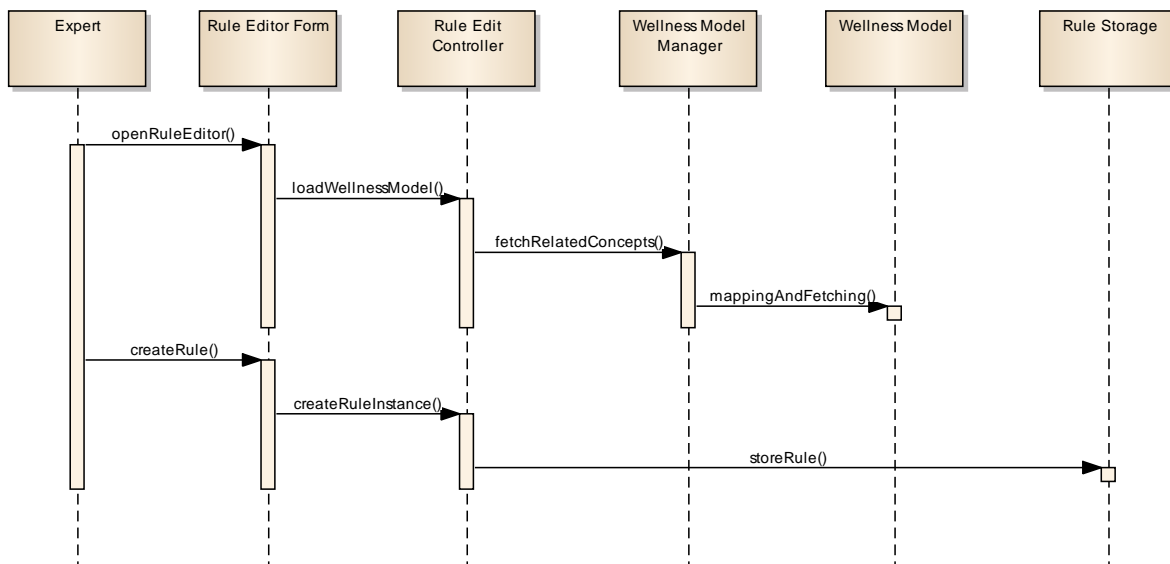 Expert
Rule Editor Form
Rule Edit
Controller
Wellness Model
Manager
Wellness Model
Rule Storage
openRuleEditor()
loadWellnessModel()
fetchRelatedConcepts()
mappingAndFetching()
createRule()
createRuleInstance()
storeRule()